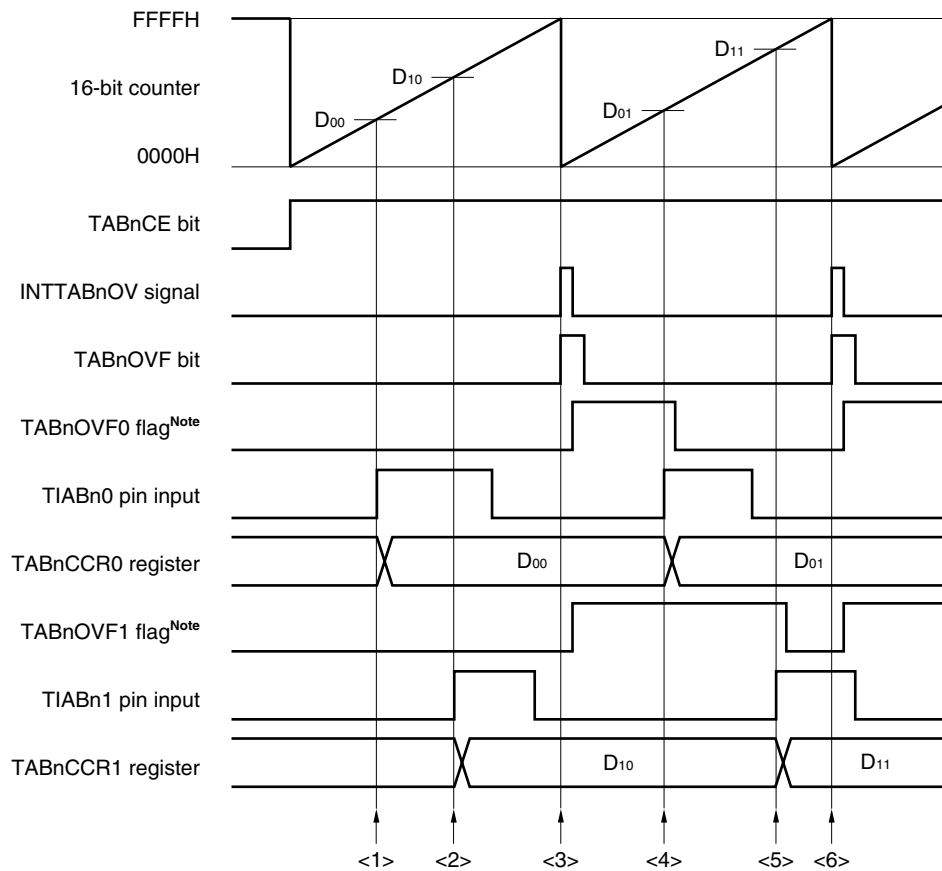 FFFFH
D11
D10
16-bit counter
D01
D00
0000H
TABnCE bit
INTTABnOV signal
TABnOVF bit
TABnOVF0 flagNote
TIABn0 pin input
TABnCCR0 register
D00
D01
TABnOVF1 flagNote
TIABn1 pin input
TABnCCR1 register
D10
D11
<1> <2> <3> <4> <5> <6>